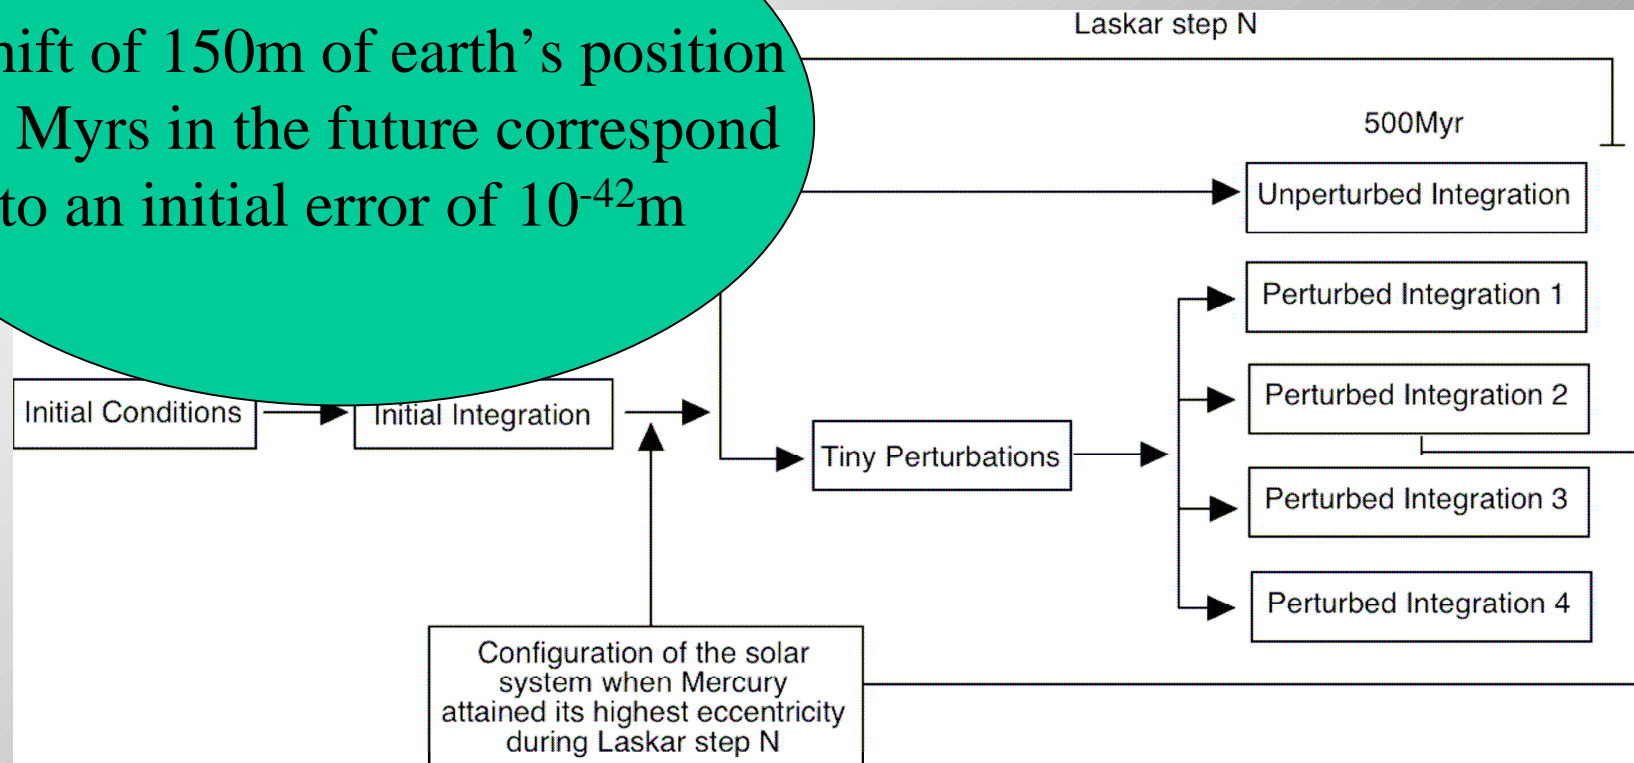 Laskar step N
hift of 150m of earth’s position
Myrs in the future correspond
to an initial error of 10-42m
500Myr
Unperturbed Integration
Perturbed Integration 1
Perturbed Integration 2
Perturbed Integration 3
Perturbed Integration 4
Initial Conditions
Initial Integration
Tiny Perturbations
Configuration of the solar
system when Mercury
attained its highest eccentricity
during Laskar step N